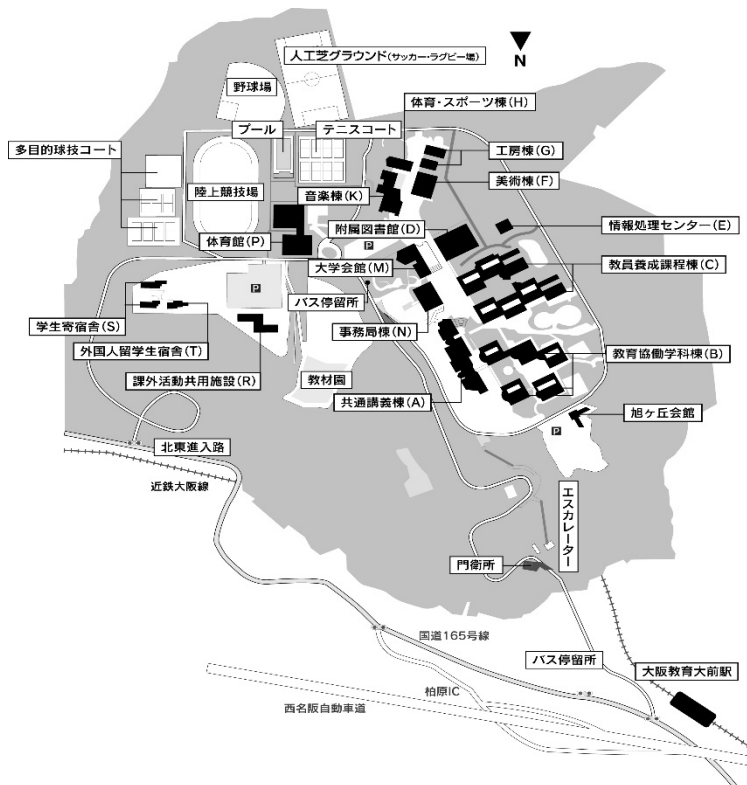 人工芝グラウンド(サッカー・ラグビー場)
N
野球場
体育・スポーツ棟(H)
プール
テニスコート
工房棟(G)
多目的球技コート
美術棟(F)
陸上競技場
音楽棟(K)
附属図書館(D)
情報処理センター(E)
体育館(P)
P
大学会館(M)
教員養成課程棟(C)
P
バス停留所
学生寄宿舎(S)
事務局棟(N)
外国人留学生宿舎(T)
教育協働学科棟(B)
課外活動共用施設(R)
教材園
共通講義棟(A)
旭ヶ丘会館
P
北東進入路
近鉄大阪線
エスカレーター
門衛所
国道165号線
バス停留所
大阪教育大前駅
柏原IC
西名阪自動車道